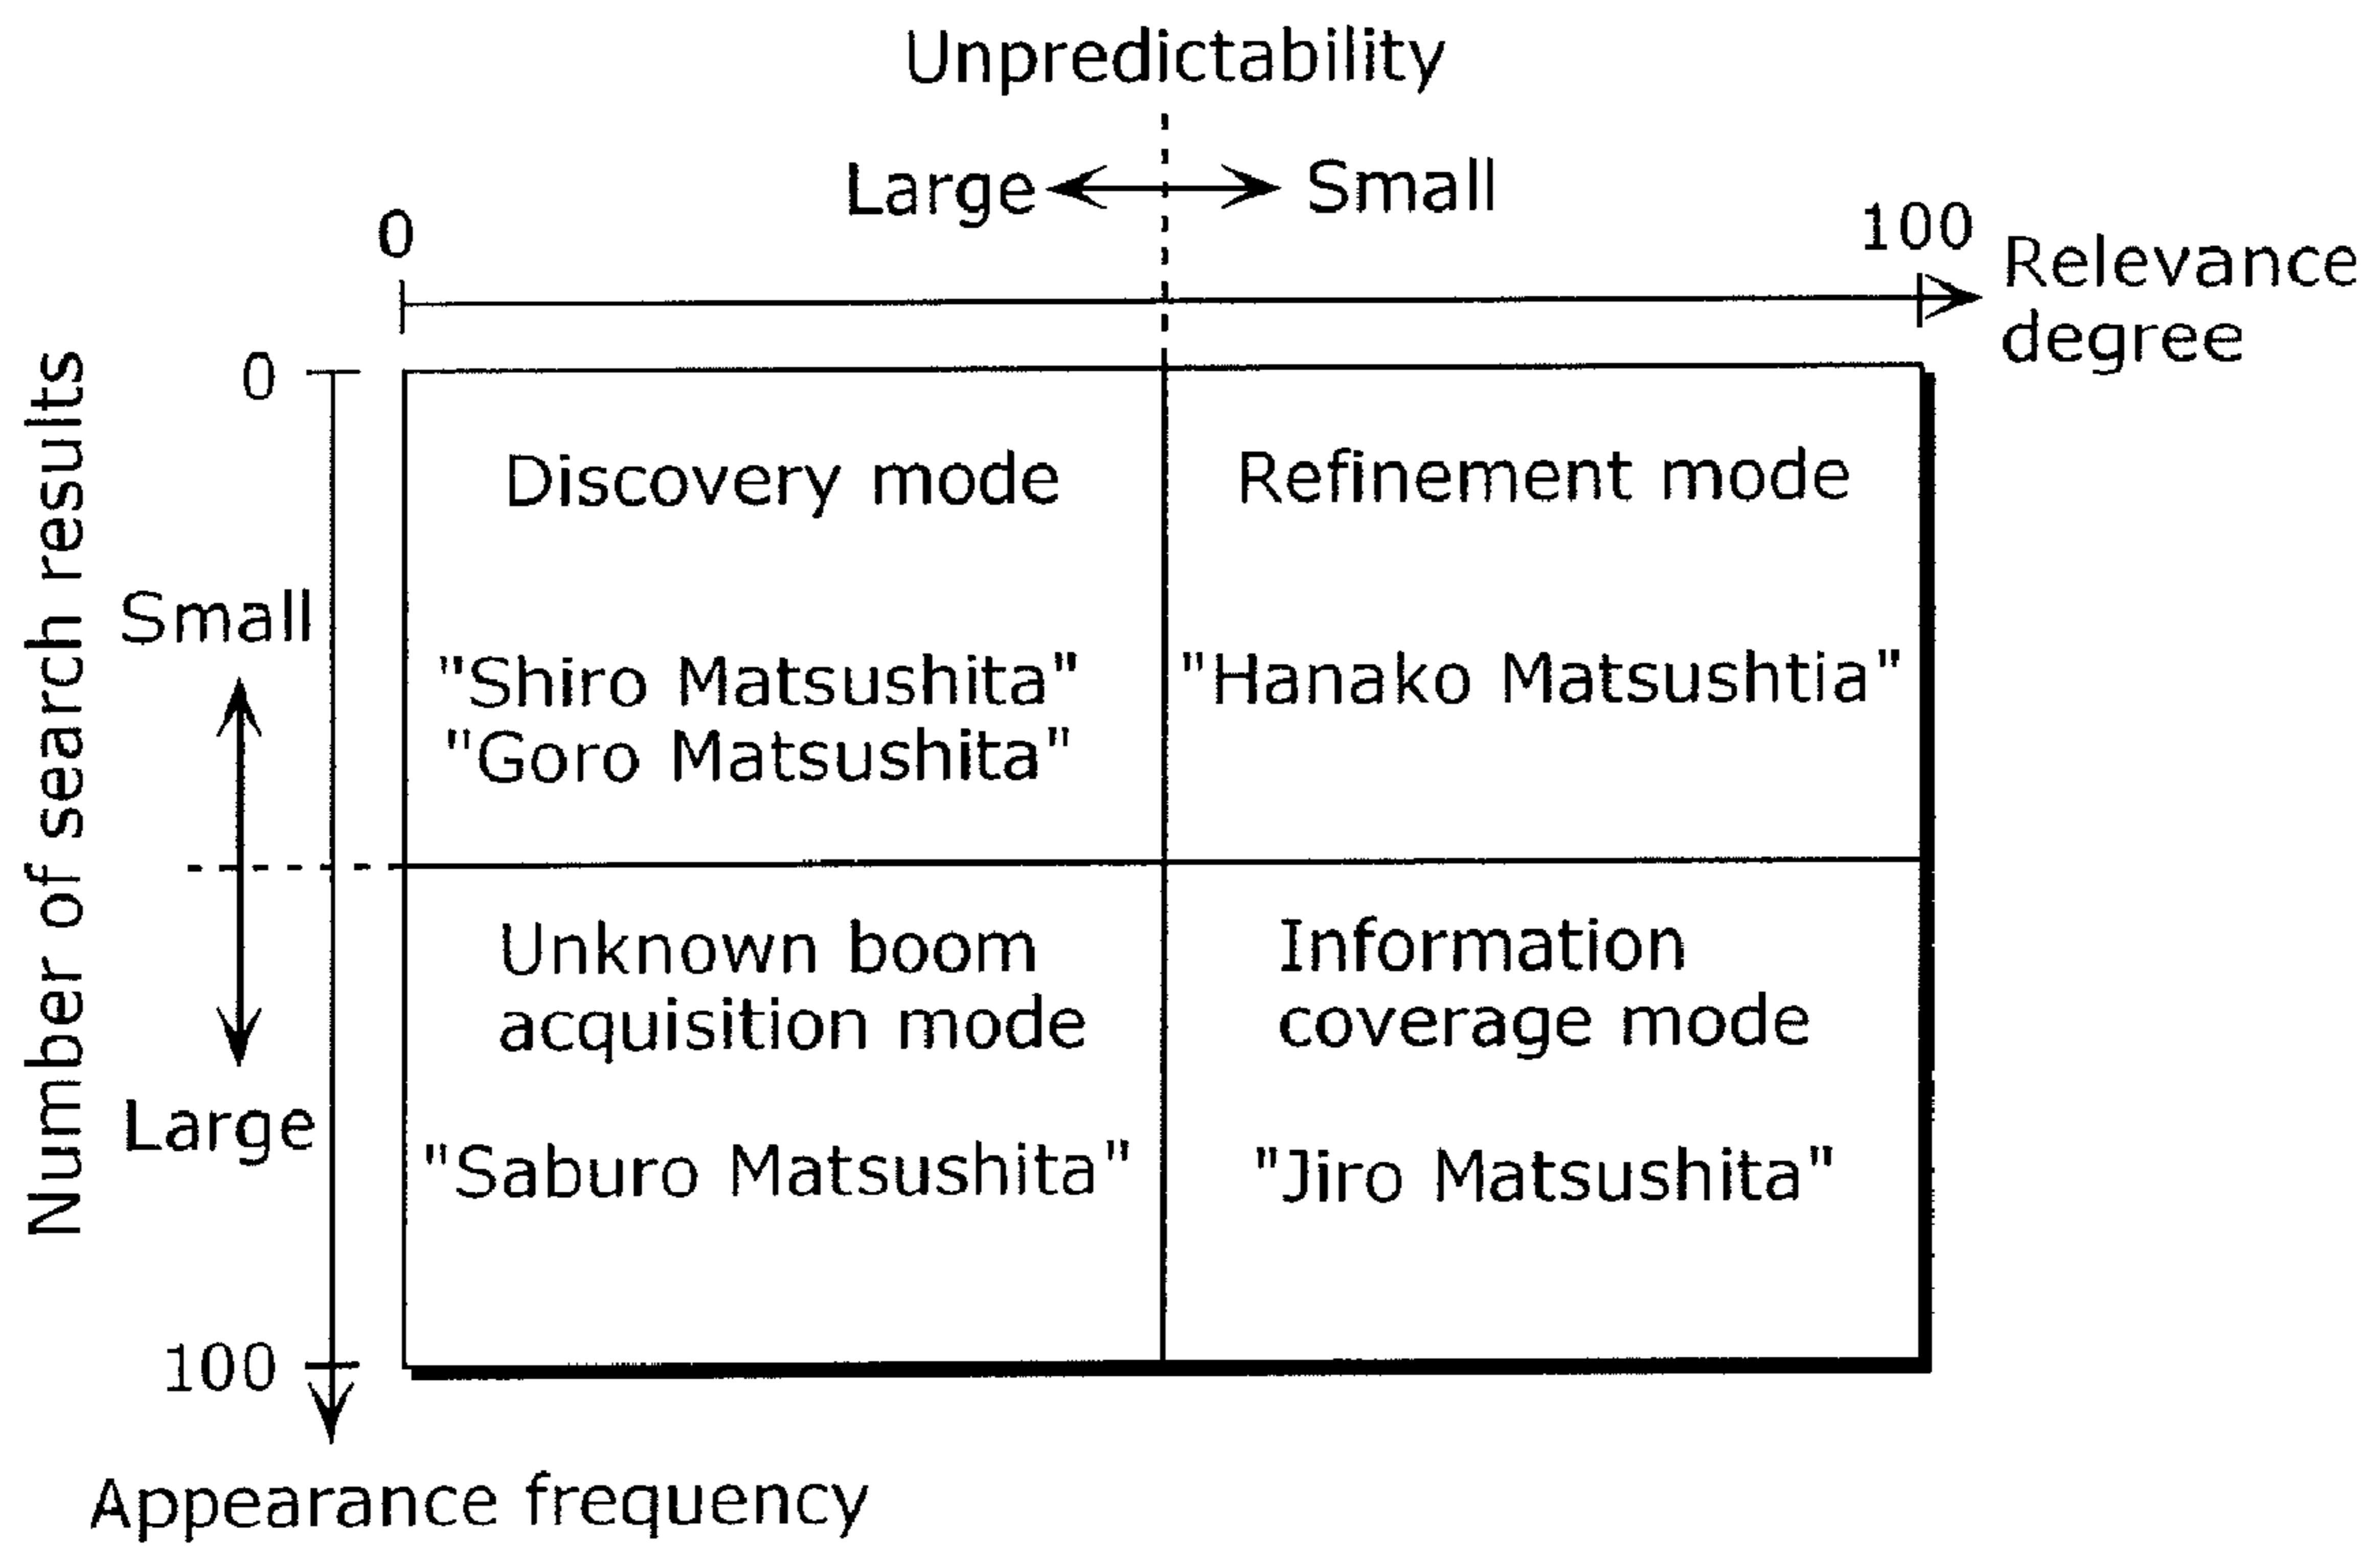 Unpredictability
Large Small
0
100
Relevance
degree
Number of search results
0
Small
Large
100
Appearance frequency
Discovery mode
"Shiro Matsushita"
"Goro Matsushita"
Refinement mode
"Hanako Matsushtia"
Unknown boom
acquisition mode
"Saburo Matsushita"
Information
coverage mode
"Jiro Matsushita"